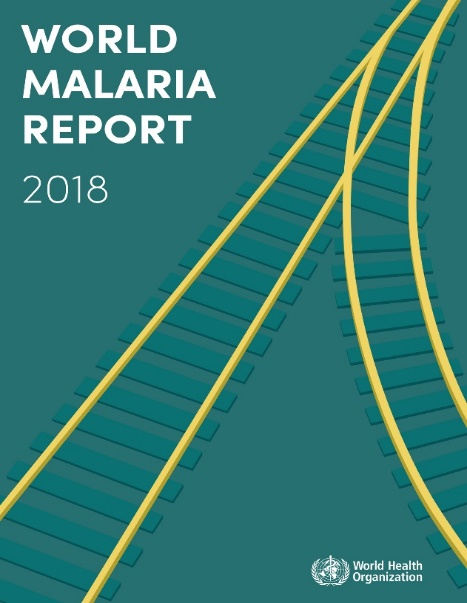 WORLD
MALARIA
REPORT
2018
World Health
Organization